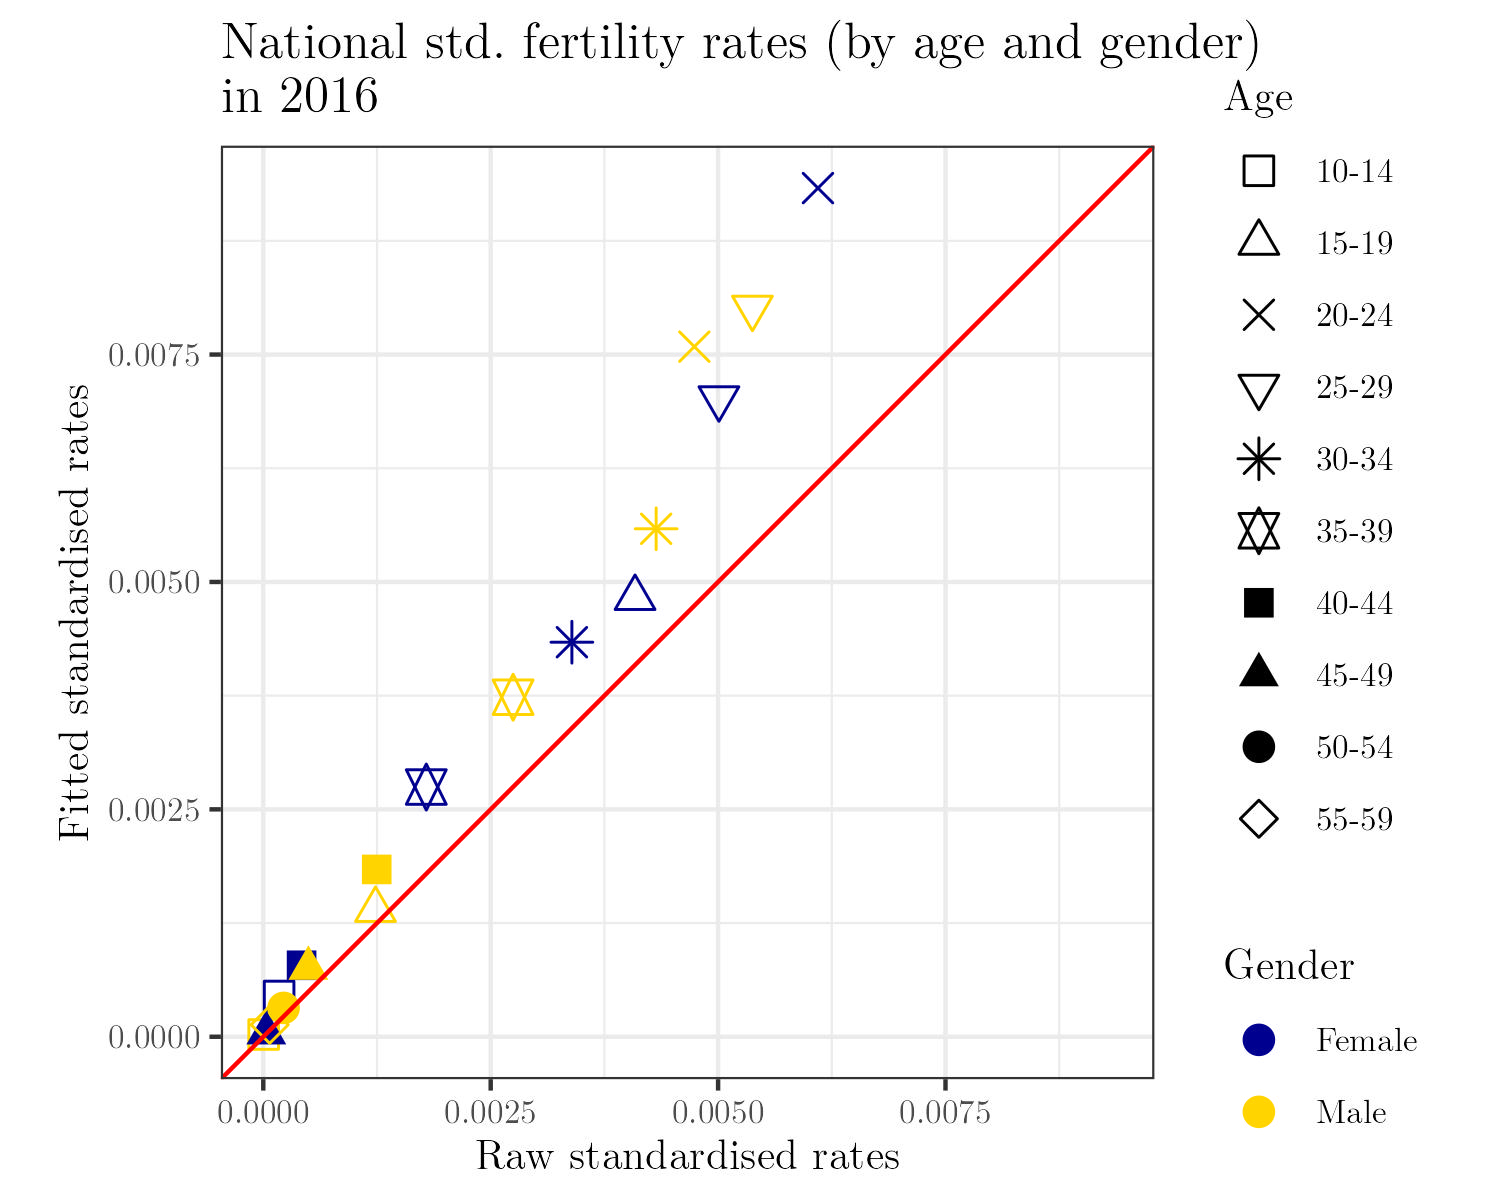 National std. fertility rates (by age and gender)
in 2016
Age
10-14
15-19
20-24
25-29
30-34
35-39
40-44
45-49
50-54
55-59
Gender
Female
Male
Fitted standardised rates
0.0075
0.0050
0.0025
0.0000
0.0000 0.0025 0.0050 0.0075
Raw standardised rates